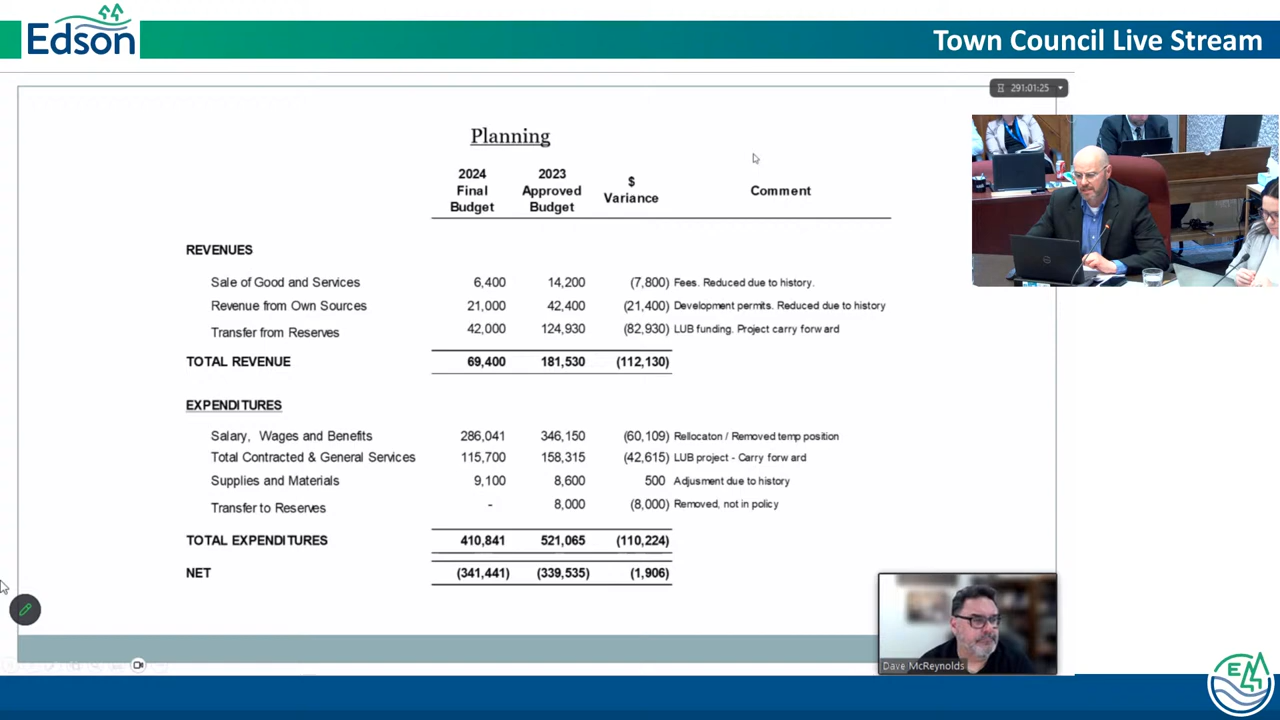 Edson
Town Council Live Stream
291:01:25
Planning
2024 Final Budget
2023 Approved Budget
$ Variance
Comment
REVENUES
Sale of Good and Services 6,400 14,200 (7,800) Fees. Reduced due to history.
Revenue from Own Sources 21,000 42,400 (21,400) Development permits. Reduced due to history
Transfer from Reserves 42,000 124,930 (82,930) LUB funding. Project carry forw ard
TOTAL REVENUE 69,400 181,530 (112,130)
EXPENDITURES
Salary, Wages and Benefits 286,041 346,150 (60,109) Rellocaton / Removed temp position
Total Contracted & General Services 115,700 158,315 (42,615) LUB project - Carry forw ard
Supplies and Materials 9,100 8,600 500 Adjusment due to history
Transfer to Reserves - 8,000 (8,000) Removed, not in policy
TOTAL EXPENDITURES 410,841 521,065 (110,224)
NET (341,441) (339,535) (1,906)
Dave McReynolds